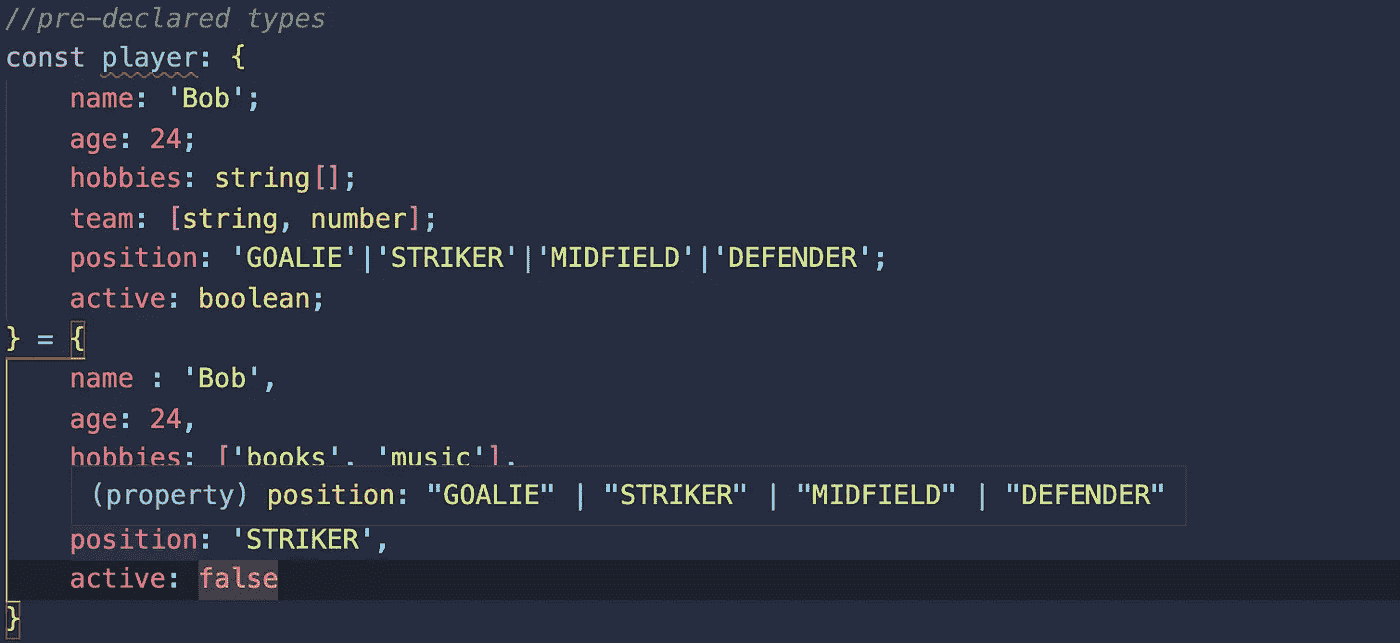 //pre-declared types
const player: {
    name: 'Bob';
    age: 24;
    hobbies: string[];
    team: [string, number];
    position: 'GOALIE'|'STRIKER'|'MIDFIELD'|'DEFENDER';
    active: boolean;
} = {
    name : 'Bob',
    age: 24,
    hobbies: ['books', 'music'],
(property) position: "GOALIE" | "STRIKER" | "MIDFIELD" | "DEFENDER"
    position: 'STRIKER',
    active: false
}